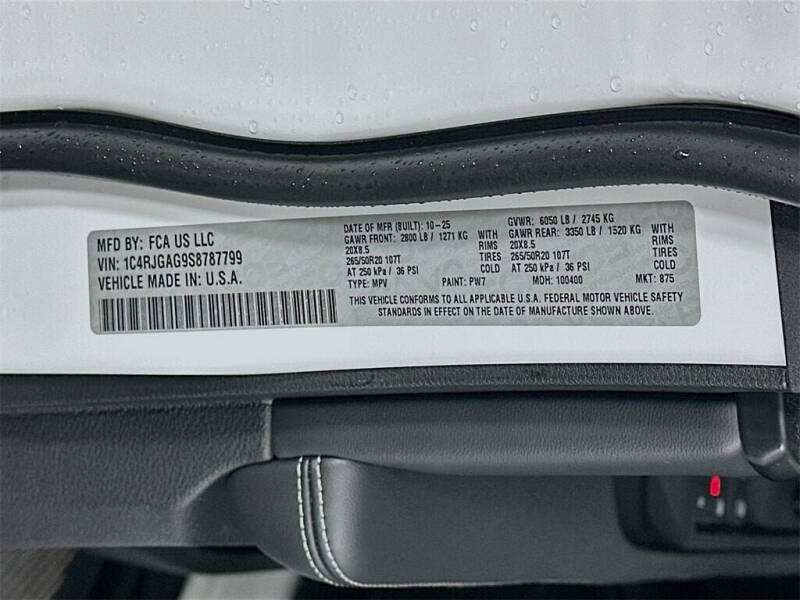 MFD BY: FCA US LLC
VIN: 1C4RJGAG9S8787799
VEHICLE MADE IN: U.S.A.
DATE OF MFR (BUILT): 10-25
GAWR FRONT: 2800 LB / 1271 KG WITH
20X8.5 RIMS
265/50R20 107T TIRES
AT 250 kPa / 36 PSI COLD
GVWR: 6050 LB / 2745 KG
GAWR REAR: 3350 LB / 1520 KG WITH
20X8.5 RIMS
265/50R20 107T TIRES
AT 250 kPa / 36 PSI COLD
TYPE: MPV PAINT: PW7 MDH: 100400 MKT: 875
THIS VEHICLE CONFORMS TO ALL APPLICABLE U.S.A. FEDERAL MOTOR VEHICLE SAFETY
STANDARDS IN EFFECT ON THE DATE OF MANUFACTURE SHOWN ABOVE.